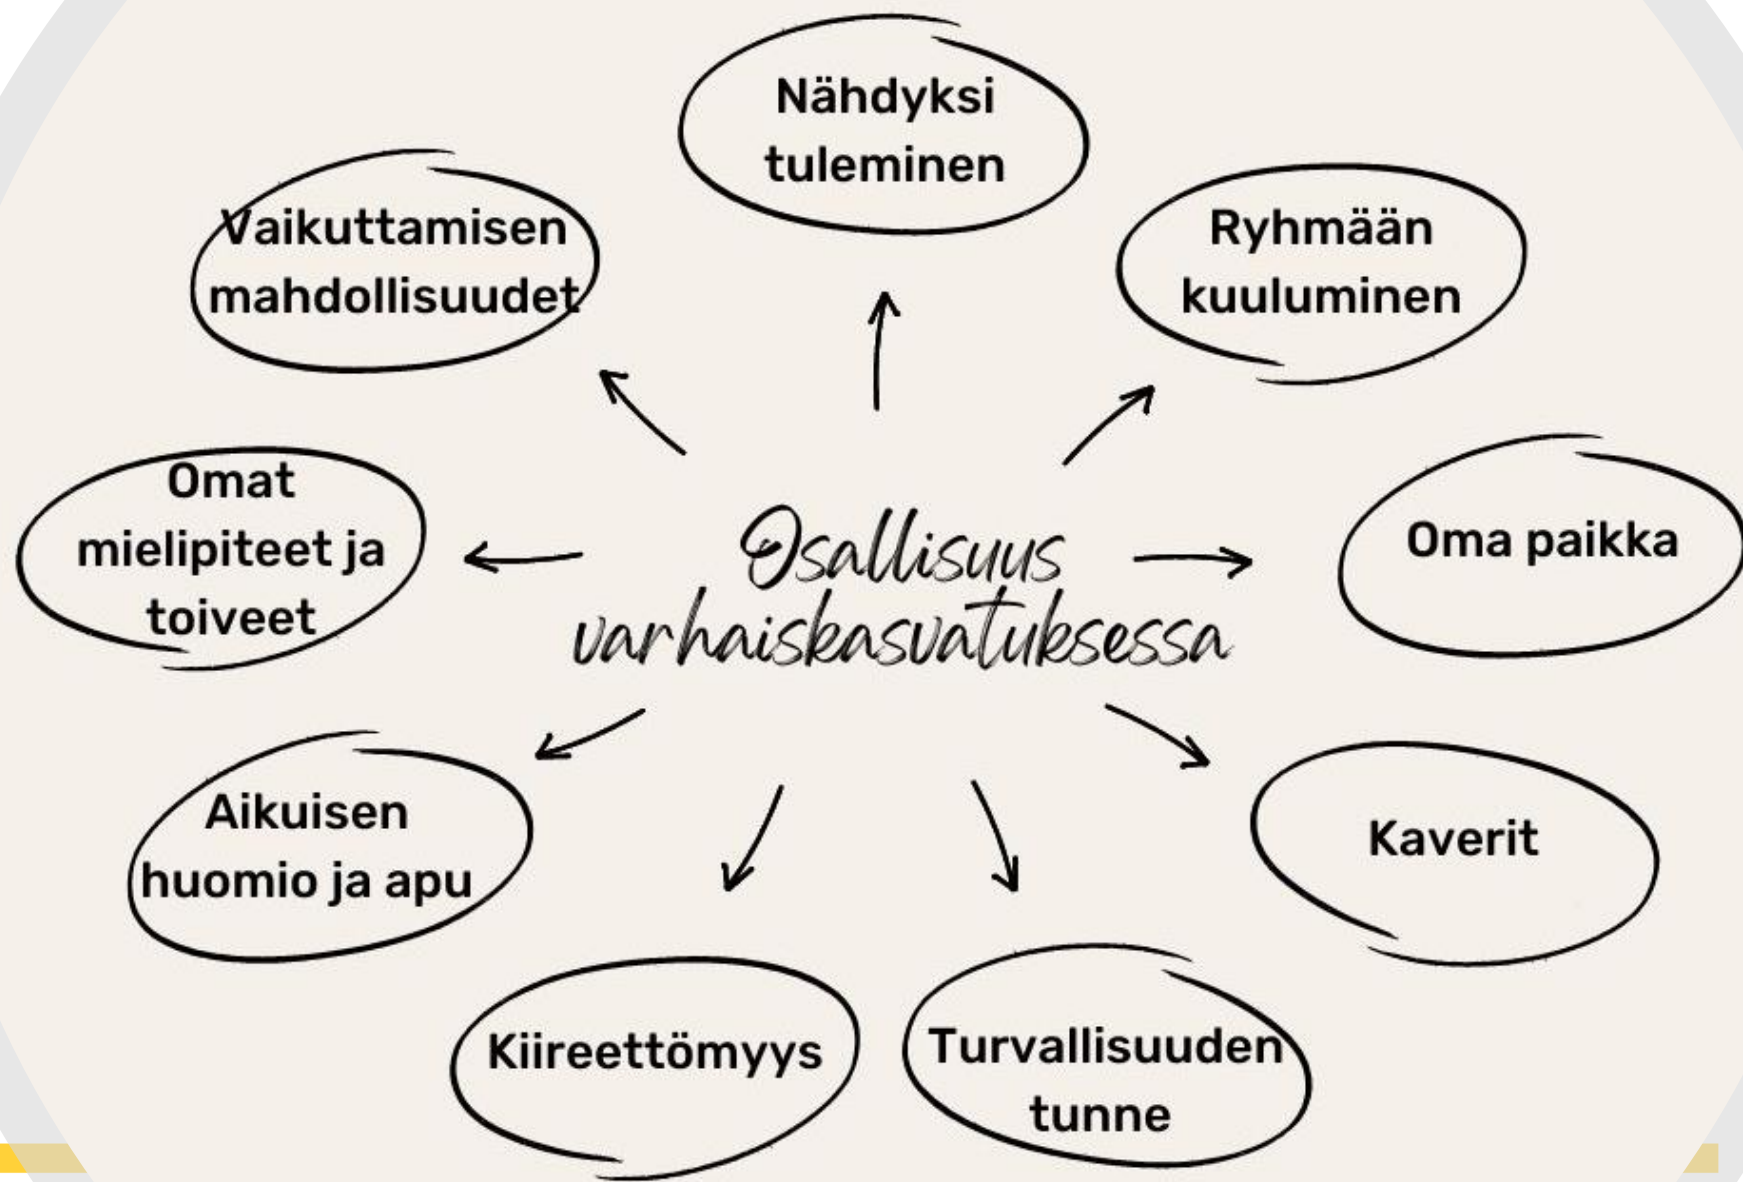 Nähdyksi
tuleminen
Vaikuttamisen
mahdollisuudet
Ryhmään
kuuluminen
Omat
mielipiteet ja
toiveet
Osallisuus
varhaiskasvatuksessa
Oma paikka
Aikuisen
huomio ja apu
Kaverit
Kiireettömyys
Turvallisuuden
tunne